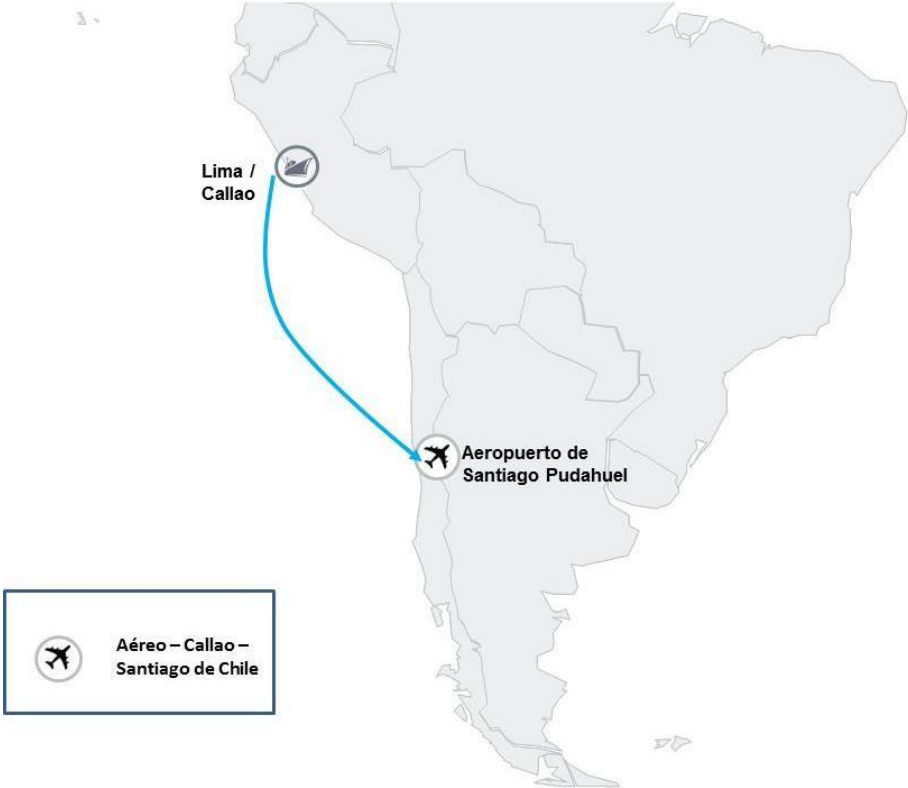 Lima /
Callao
Aeropuerto de
Santiago Pudahuel
Aéreo – Callao –
Santiago de Chile